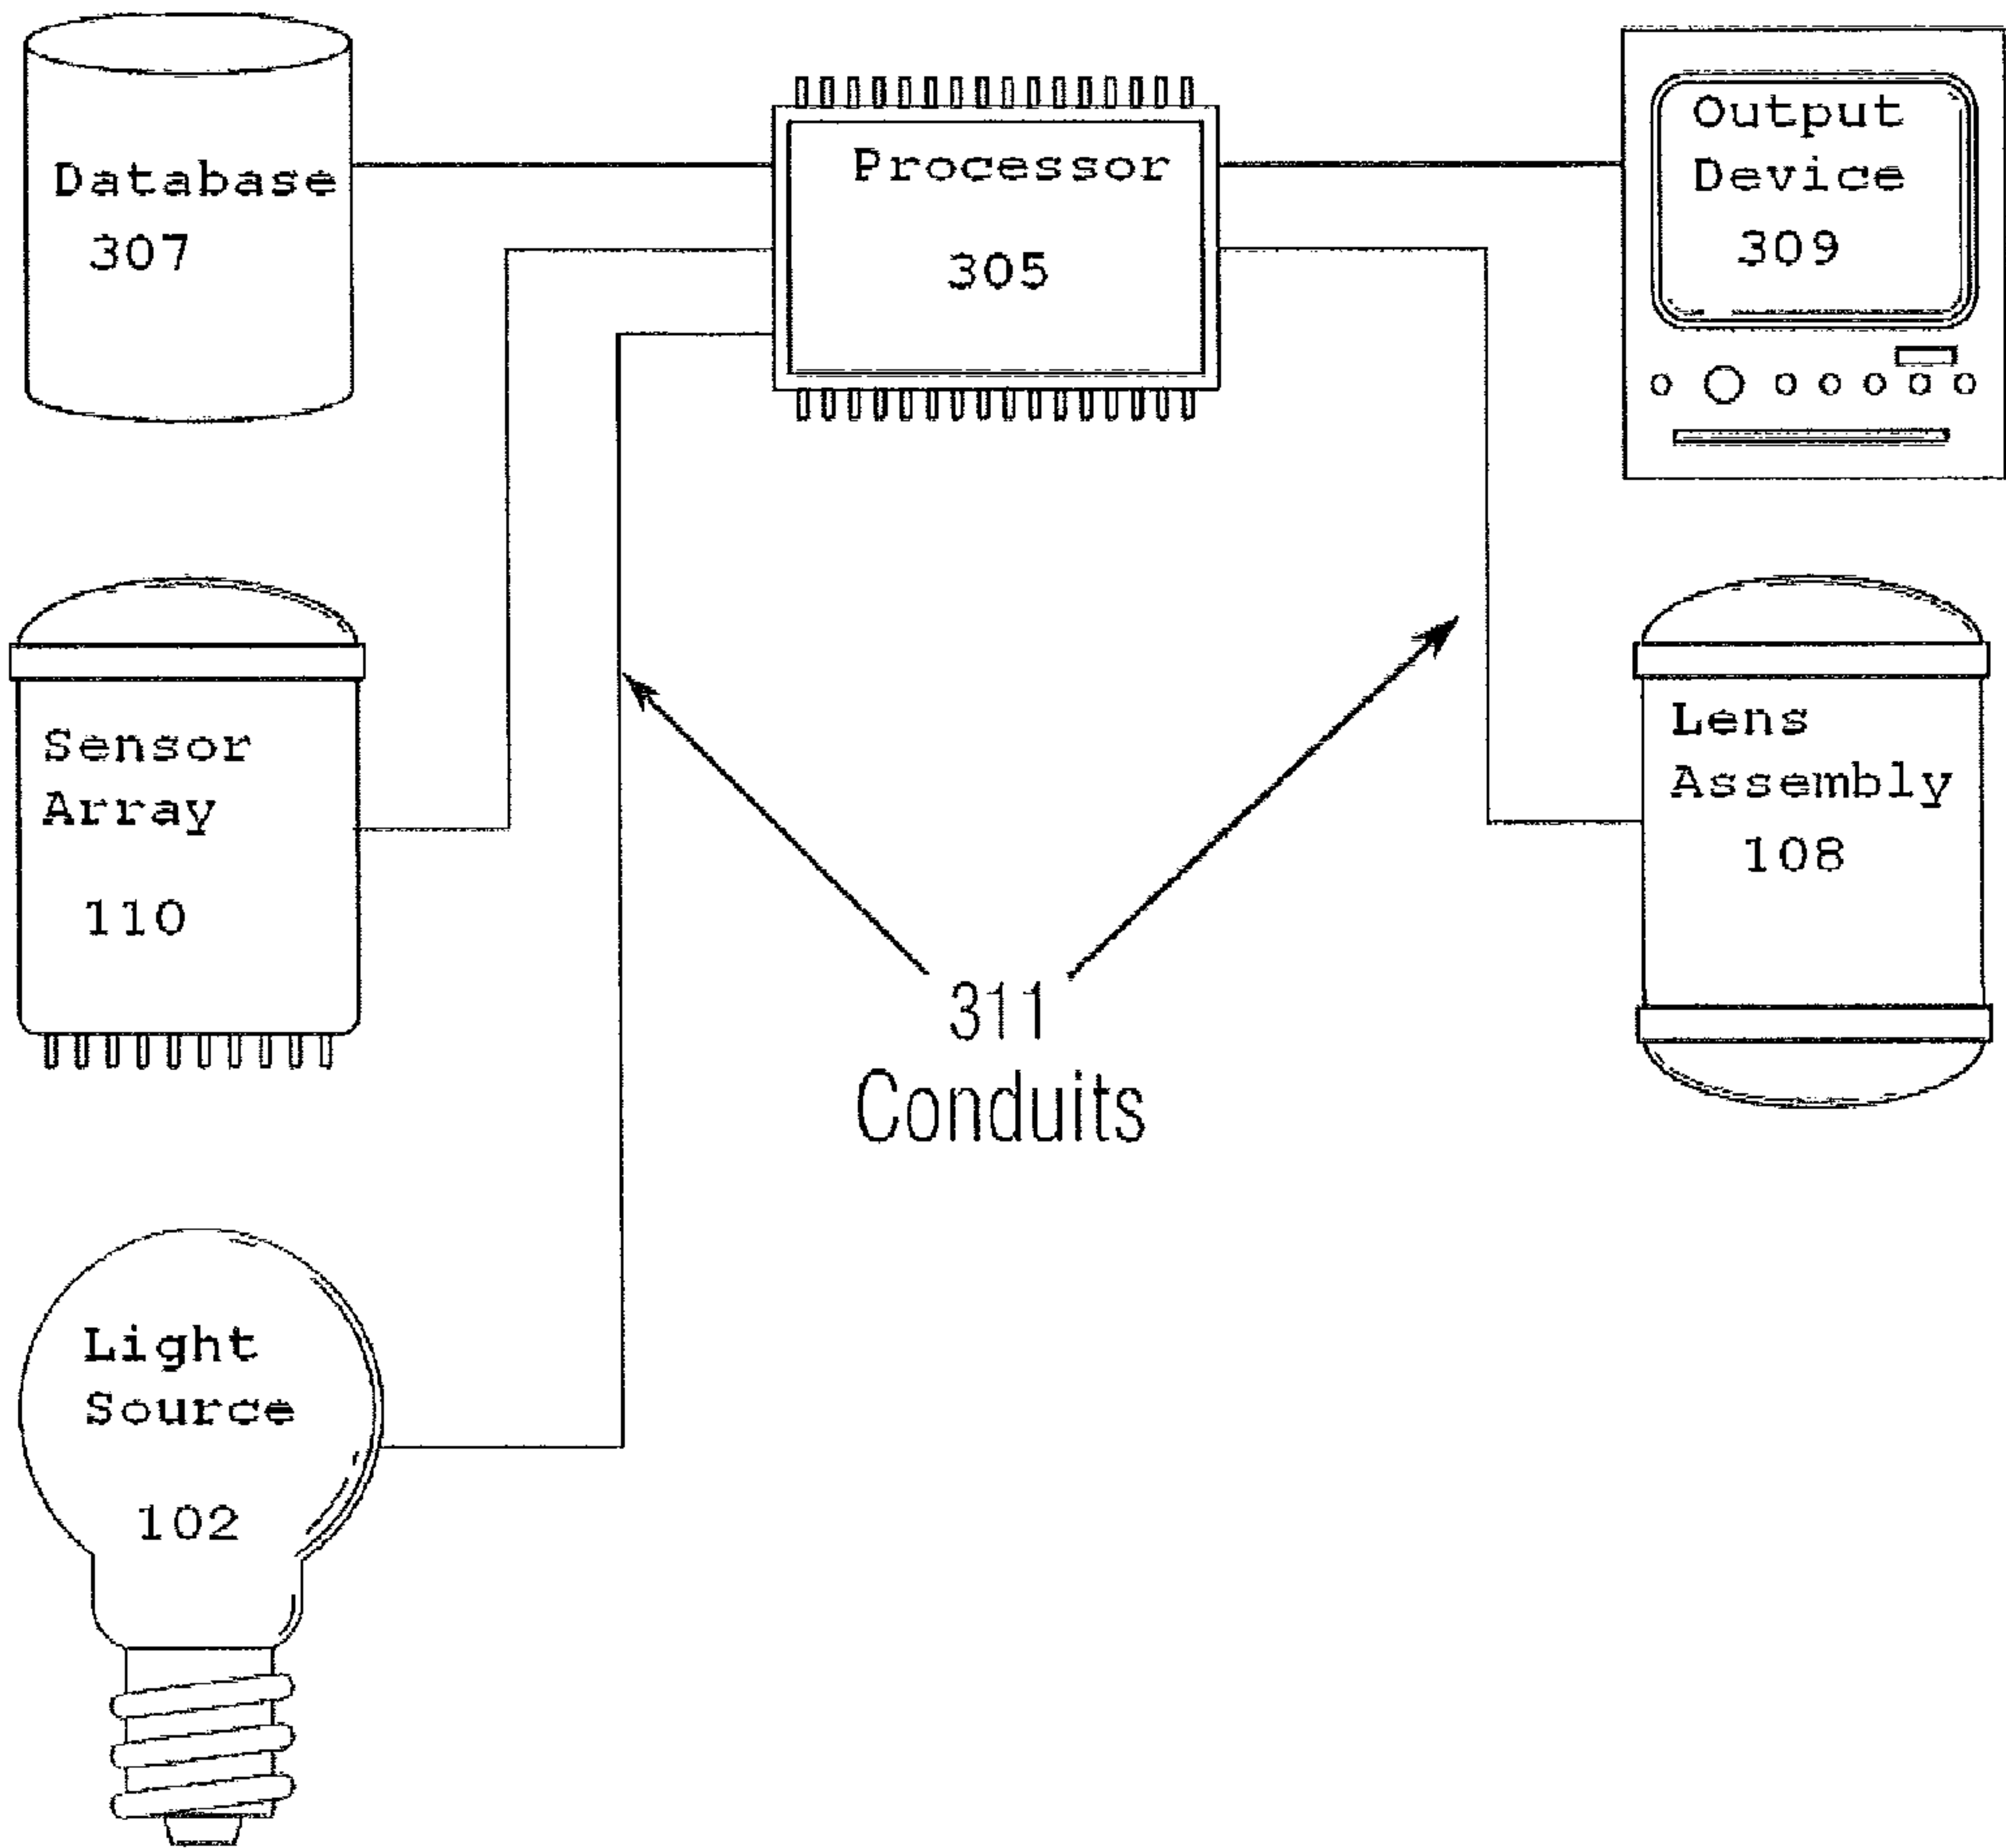 Database
307
Processor
305
Output
Device
309
Sensor
Array
110
Lens
Assembly
108
311
Conduits
Light
Source
102